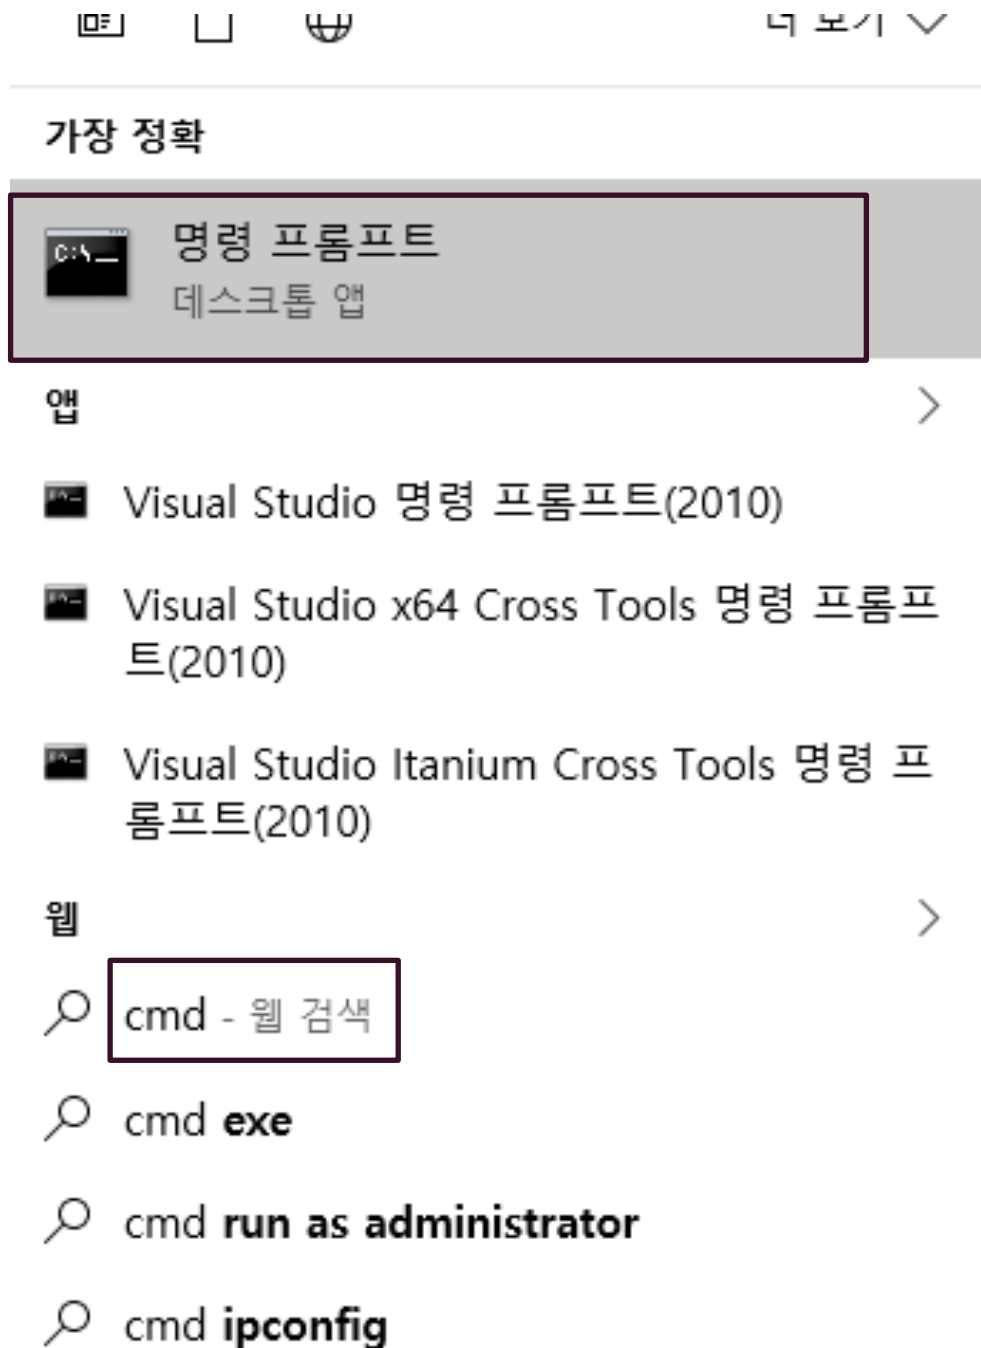 더 보기
가장 정확
명령 프롬프트
데스크톱 앱
앱
Visual Studio 명령 프롬프트(2010)
Visual Studio x64 Cross Tools 명령 프롬프
트(2010)
Visual Studio Itanium Cross Tools 명령 프
롬프트(2010)
웹
cmd - 웹 검색
cmd exe
cmd run as administrator
cmd ipconfig